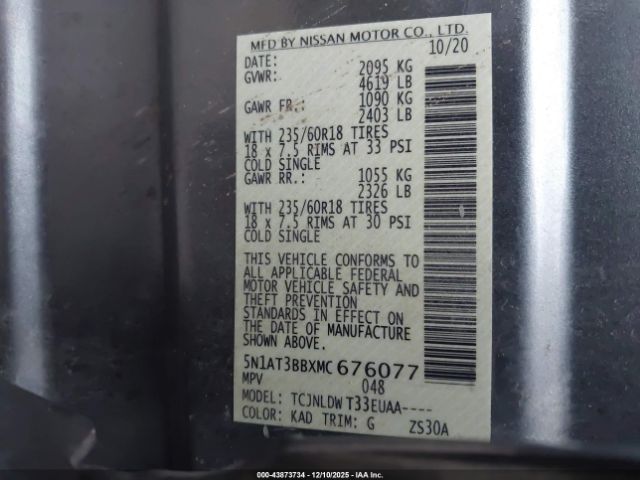 MFD BY NISSAN MOTOR CO., LTD.
DATE: 10/20
GVWR: 2095 KG
4619 LB
GAWR FR.: 1090 KG
2403 LB
WITH 235/60R18 TIRES
18 x 7.5 RIMS AT 33 PSI
COLD SINGLE
GAWR RR.: 1055 KG
2326 LB
WITH 235/60R18 TIRES
18 x 7.5 RIMS AT 30 PSI
COLD SINGLE
THIS VEHICLE CONFORMS TO
ALL APPLICABLE FEDERAL
MOTOR VEHICLE SAFETY AND
THEFT PREVENTION
STANDARDS IN EFFECT ON
THE DATE OF MANUFACTURE
SHOWN ABOVE.
5N1AT3BBXMC676077
MPV 048
MODEL: TCJNLDW T33EUAA----
COLOR: KAD TRIM: G ZS30A
000-43873734 - 12/10/2025 - IAA Inc.